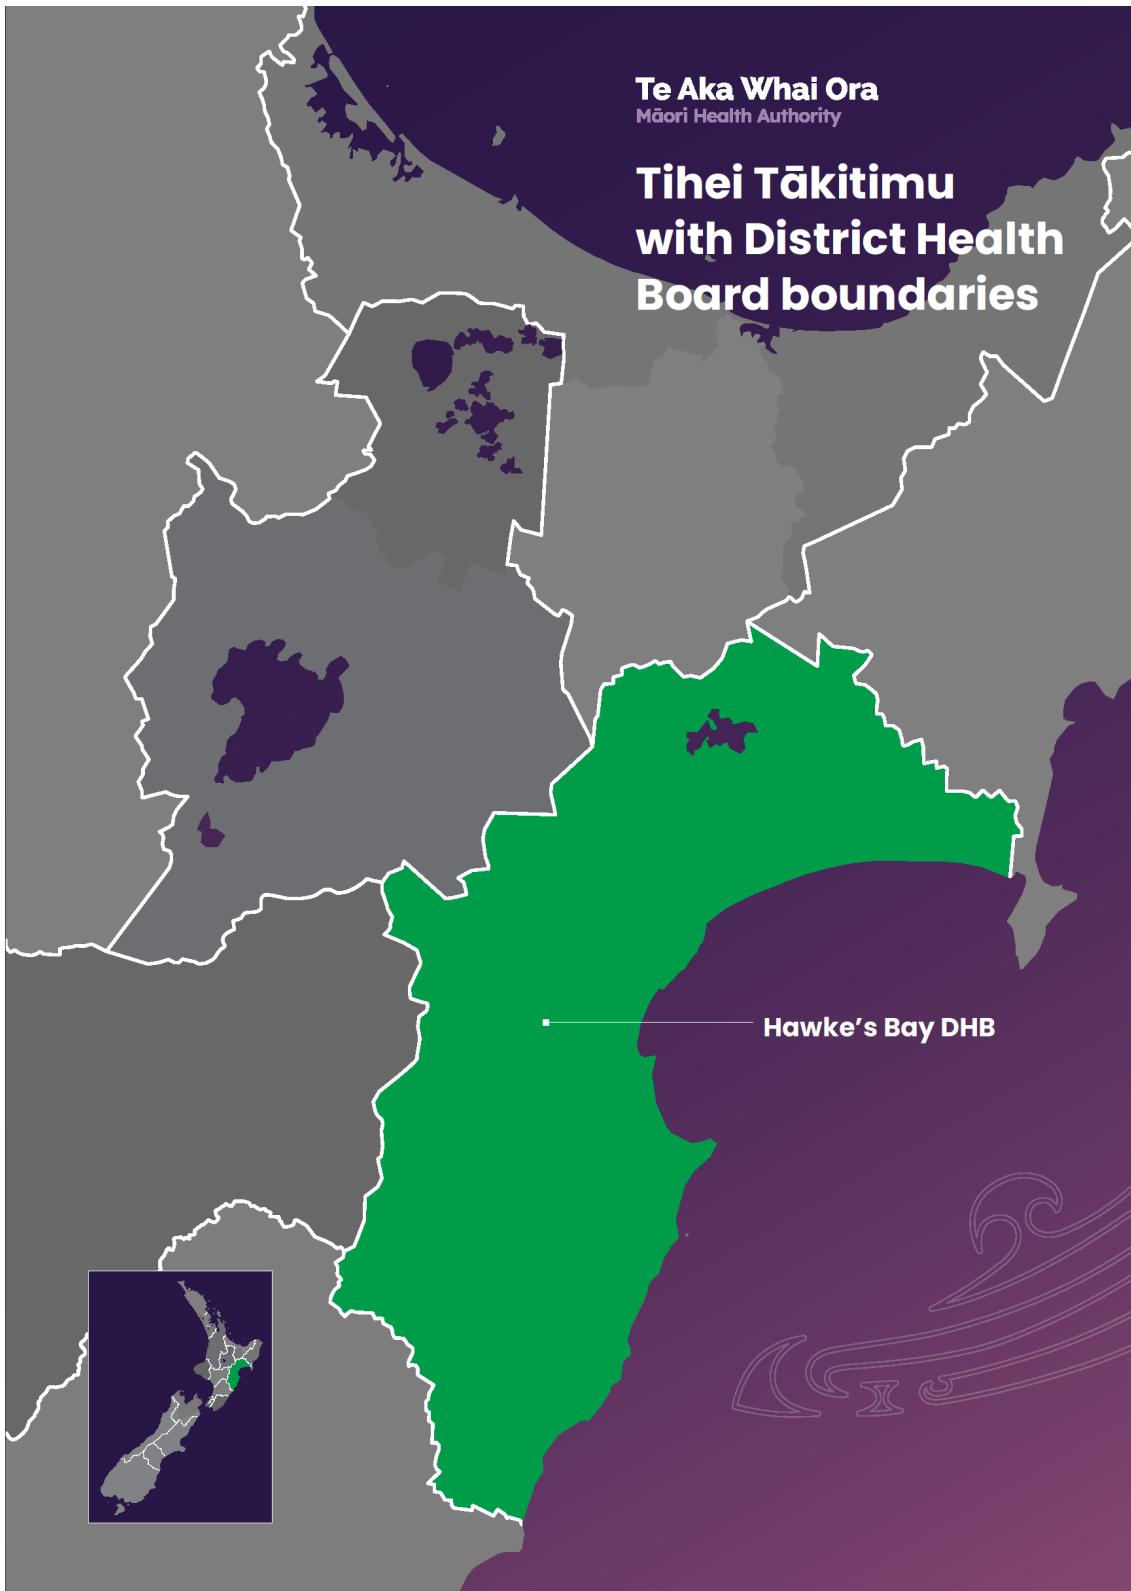 Te Aka Whai Ora
Māori Health Authority
Tihei Tākitimu
with District Health
Board boundaries
Hawke’s Bay DHB